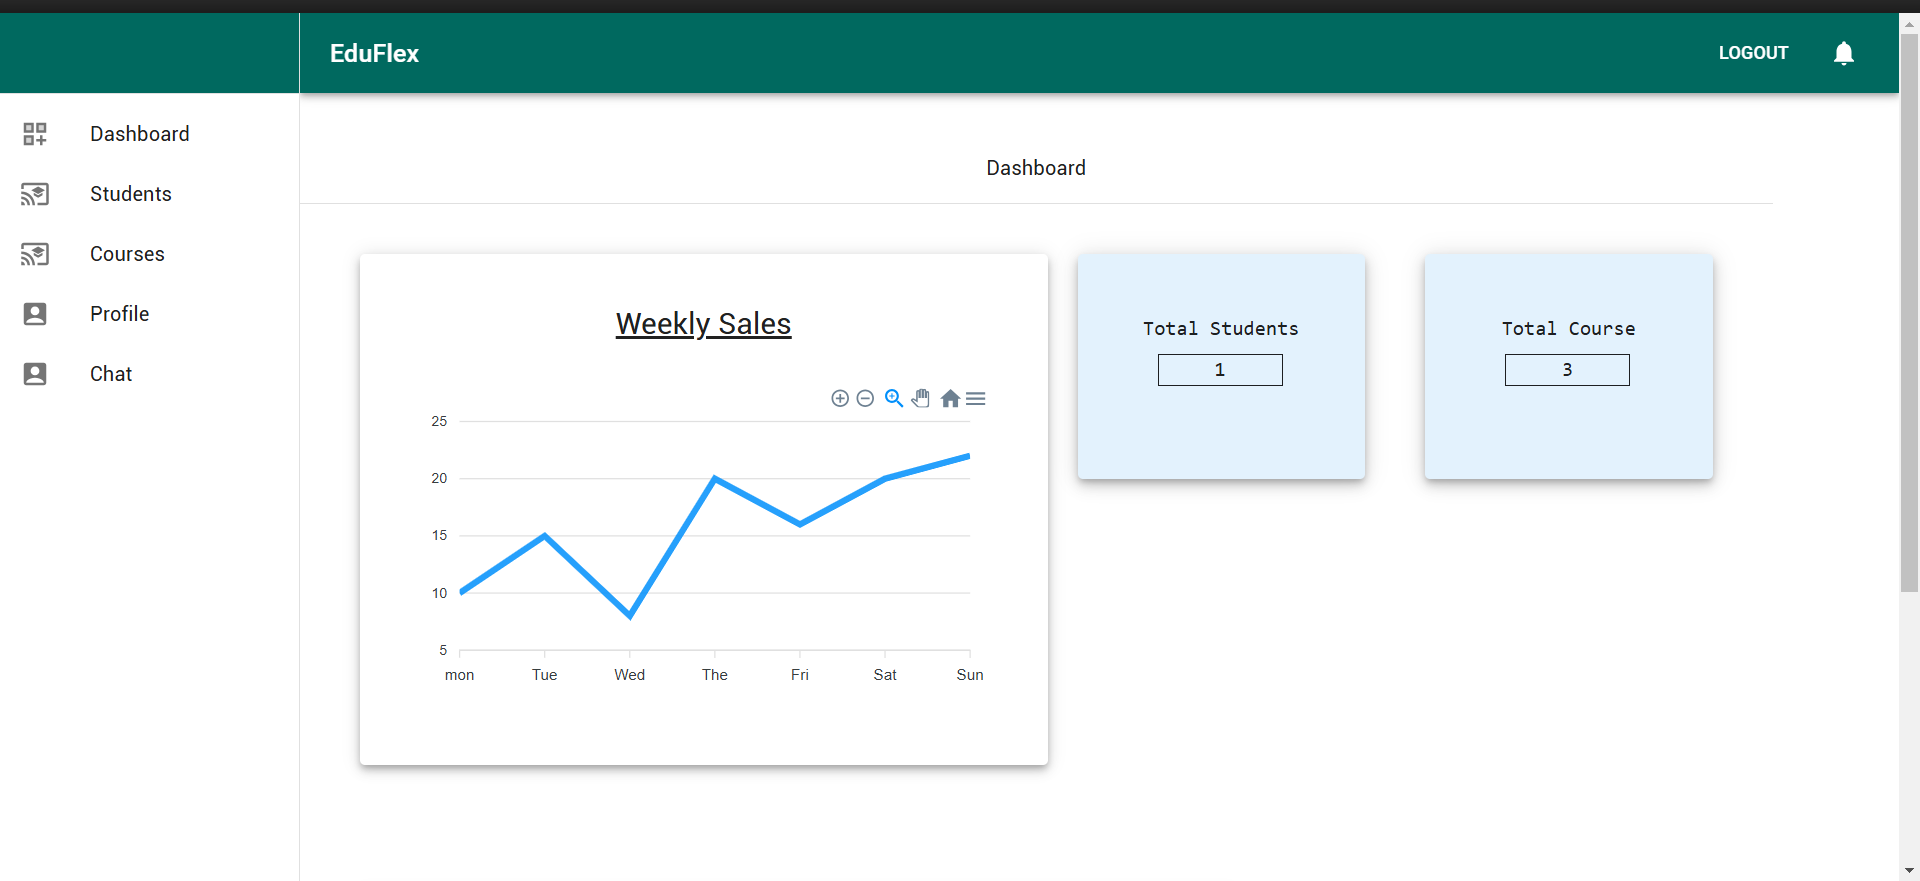 EduFlex
LOGOUT
Dashboard
Students
Courses
Profile
Chat
Dashboard
Weekly Sales
25
20
15
10
5
mon Tue Wed The Fri Sat Sun
Total Students
1
Total Course
3